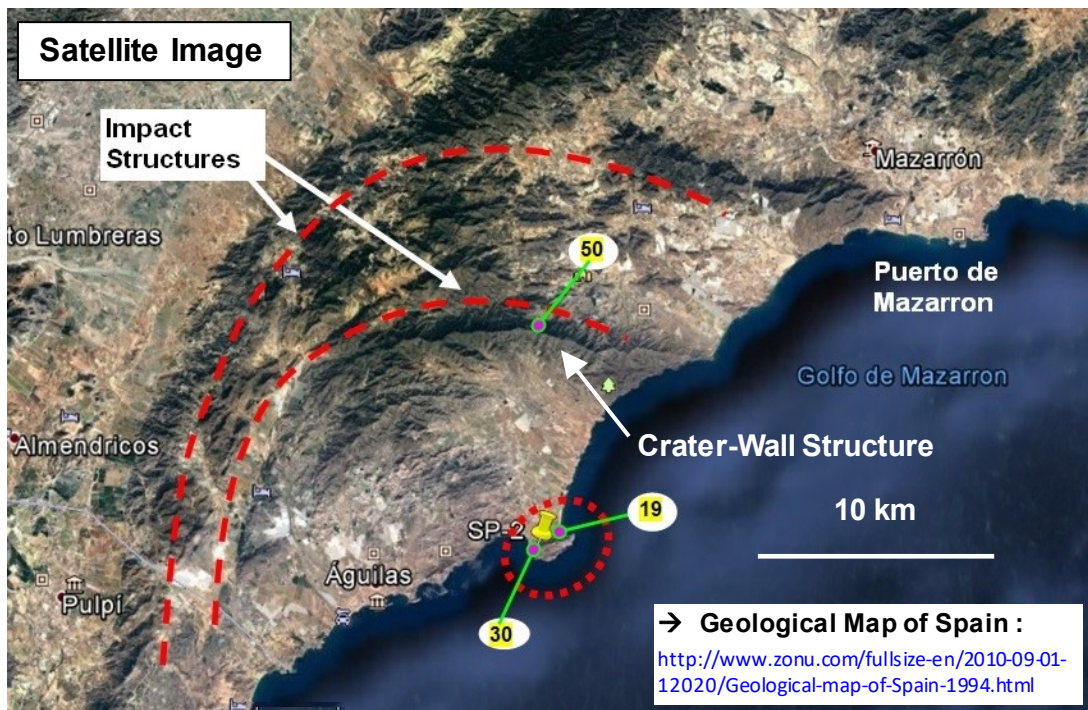 Satellite Image
Impact
Structures
Mazarrón
to Lumbreras
50
Puerto de
Mazarron
Golfo de Mazarron
Almendricos
Crater-Wall Structure
19
10 km
SP-2
Águilas
Pulpí
30
→ Geological Map of Spain :
http://www.zonu.com/fullsize-en/2010-09-01-
12020/Geological-map-of-Spain-1994.html